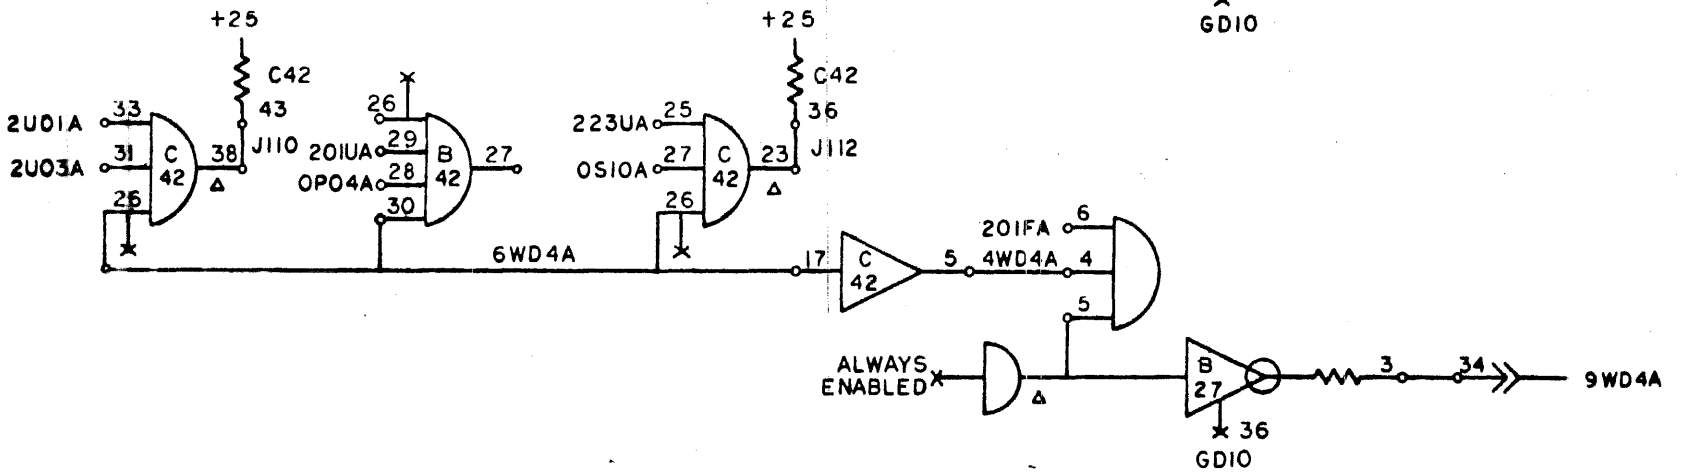 +25
+25
GD10
C42
C42
33
43
26
25
36
2U01A
223UA
29
31
C
38
J110
201UA
B
27
27
C
23
J112
2U03A
42
28
42
OS10A
42
Δ
OP04A
Δ
26
30
26
201FA
6
6WD4A
17
C
5
4WD4A
4
42
5
ALWAYS
ENABLED
B
3
34
9WD4A
Δ
27
36
GD10